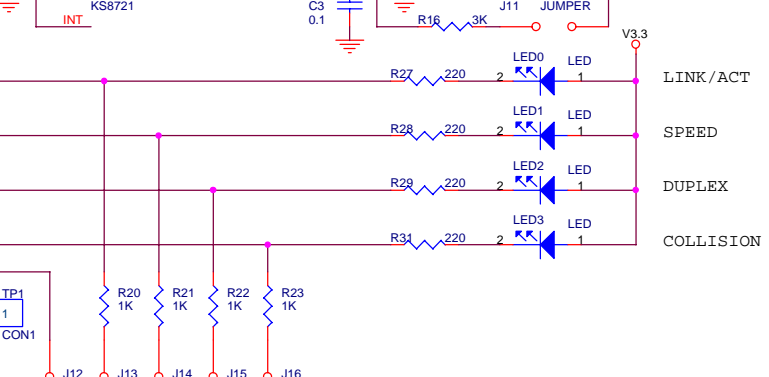 KS8721
C3
J11
JUMPER
INT
0.1
R16
3K
V3.3
LED0
LED
R27
220
2
1
LINK/ACT
LED1
LED
R28
220
2
1
SPEED
LED2
LED
R29
220
2
1
DUPLEX
LED3
LED
R31
220
2
1
COLLISION
TP1
R20
R21
R22
R23
1K
1K
1K
1K
1
CON1
J12
J13
J14
J15
J16